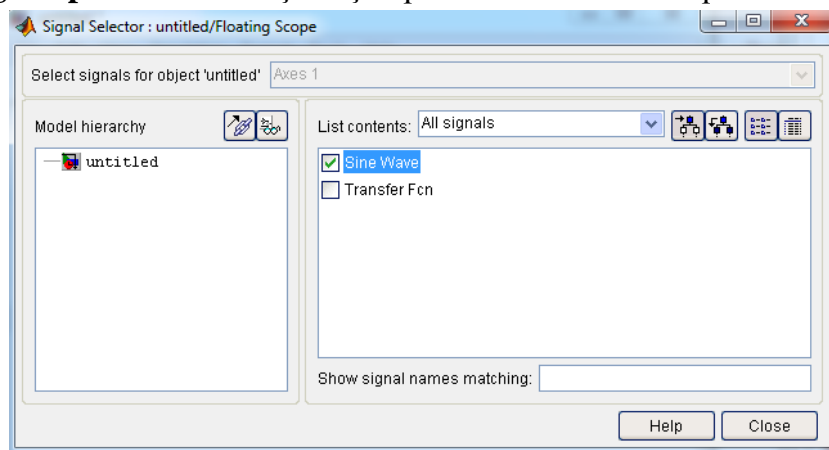 Signal Selector : untitled/Floating Scope
Select signals for object 'untitled' Axes 1
Model hierarchy
List contents: All signals
untitled
Sine Wave
Transfer Fcn
Show signal names matching:
Help Close